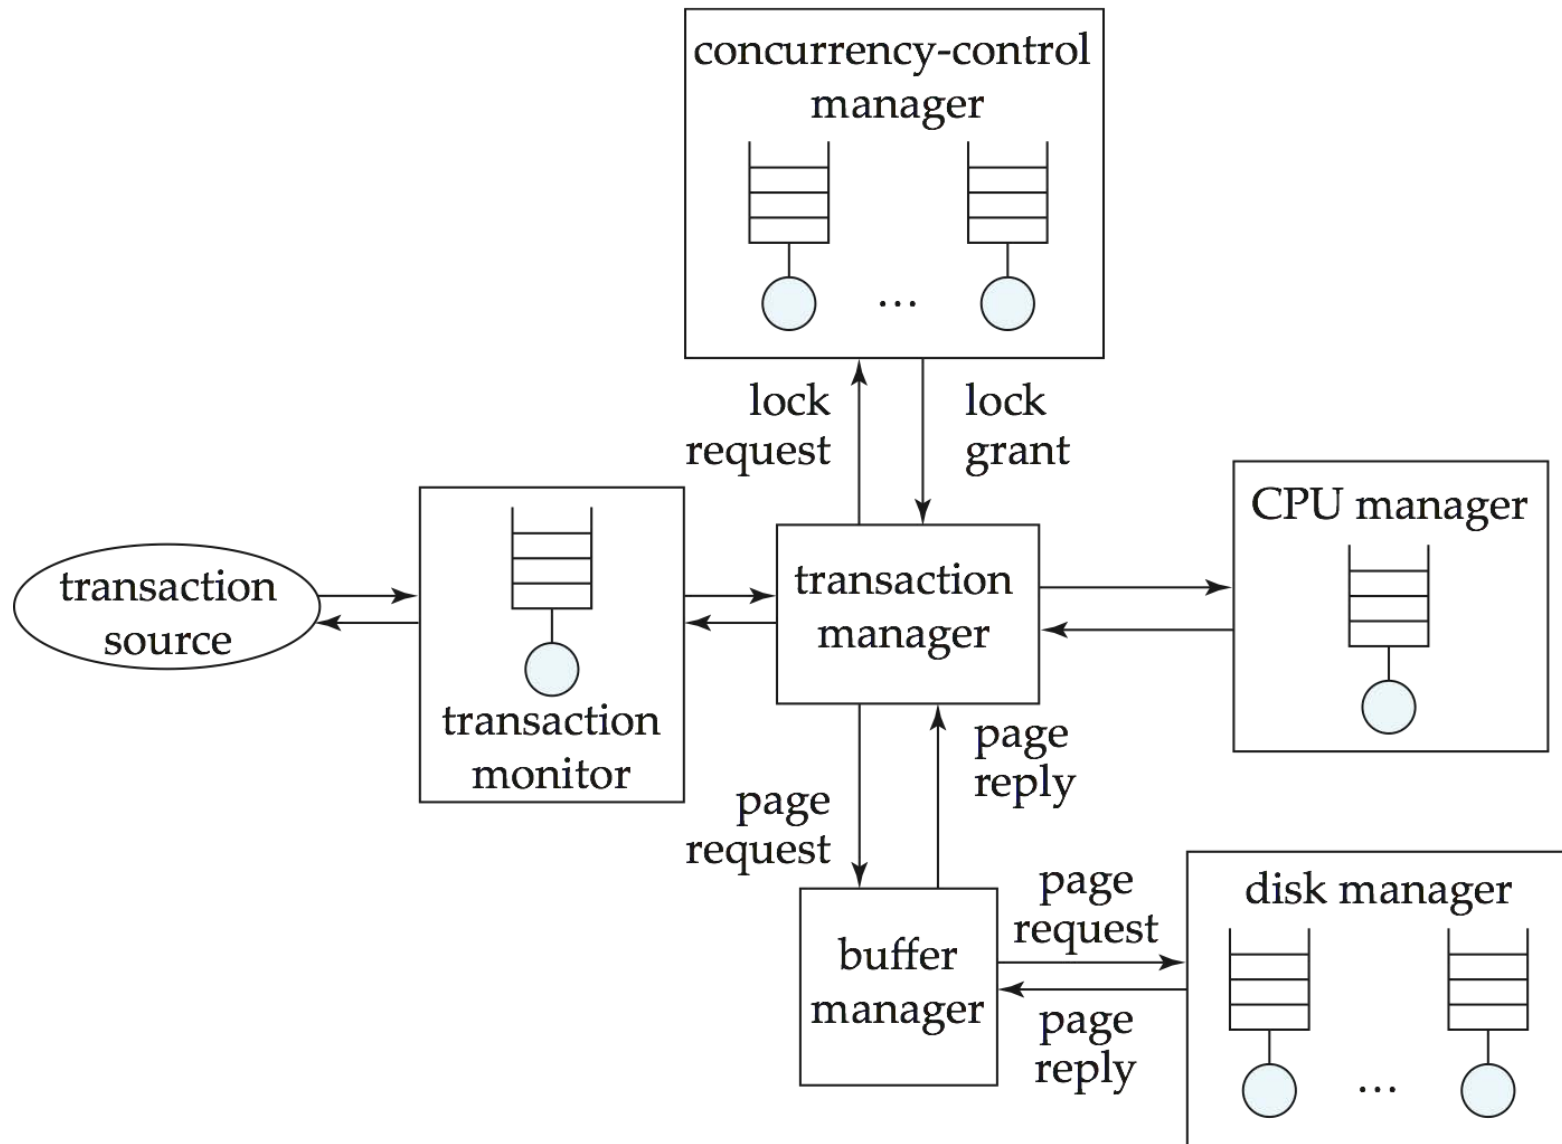 concurrency-control
manager
...
lock
request
lock
grant
CPU manager
transaction
source
transaction
manager
transaction
monitor
page
reply
page
request
disk manager
page
request
buffer
manager
page
reply
...